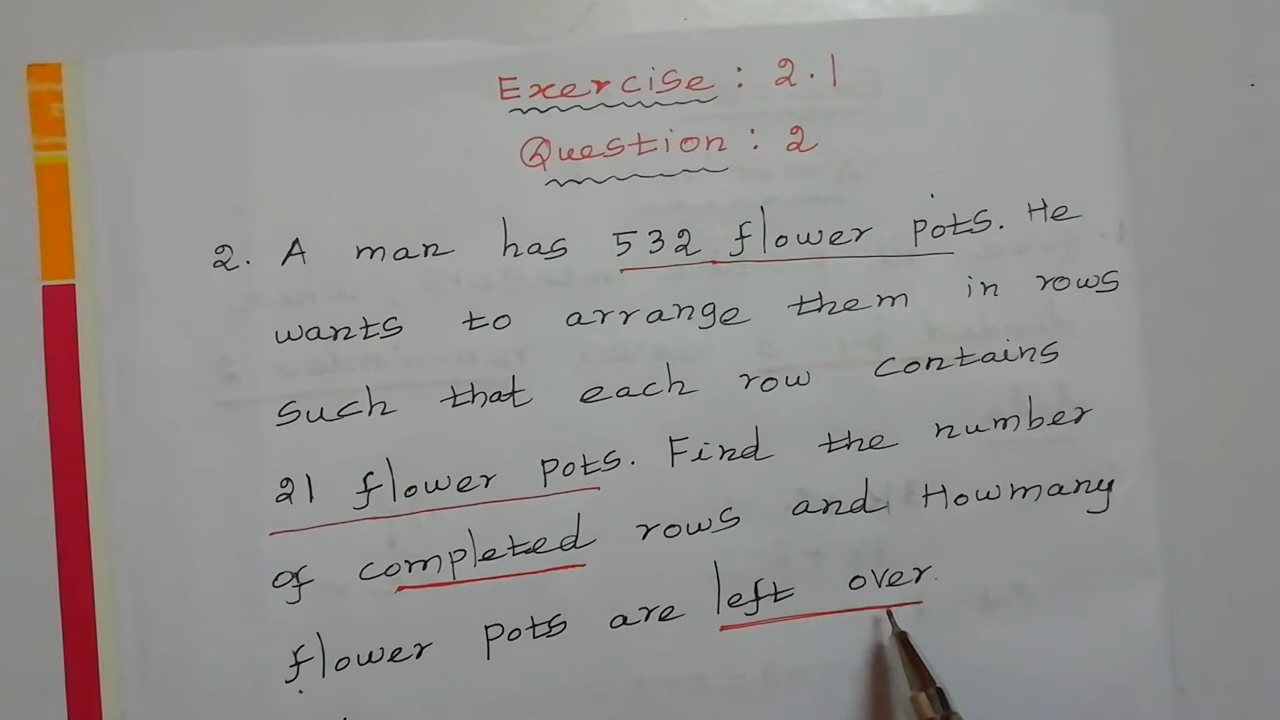 Exercise : 2.1
Question : 2
2. A man has 532 flower pots. He
wants to arrange them in rows
such that each row contains
21 flower pots. Find the number
of completed rows and Howmany
flower pots are left over.